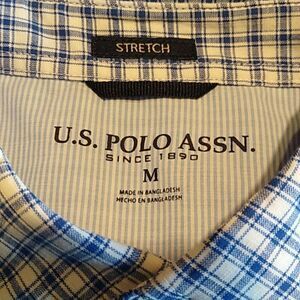 STRETCH
U.S. POLO ASSN.
SINCE 1890
M
MADE IN BANGLADESH
HECHO EN BANGLADESH